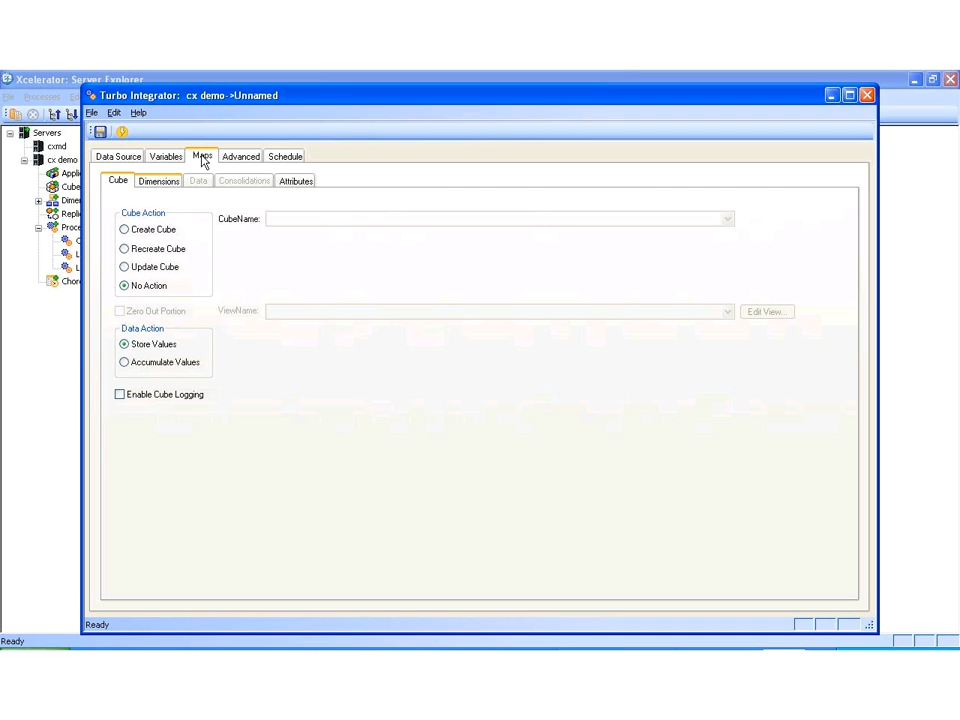 Xcelerator: Server Explorer
Turbo Integrator: cx demo->Unnamed
File Edit Help
Servers
cxmd
cx demo
Data Source Variables Maps Advanced Schedule
Cube Dimensions Data Consolidations Attributes
Cube Action
CubeName:
Create Cube
Recreate Cube
Update Cube
No Action
Zero Out Portion ViewName: Edit View...
Data Action
Store Values
Accumulate Values
Enable Cube Logging
Ready
Ready